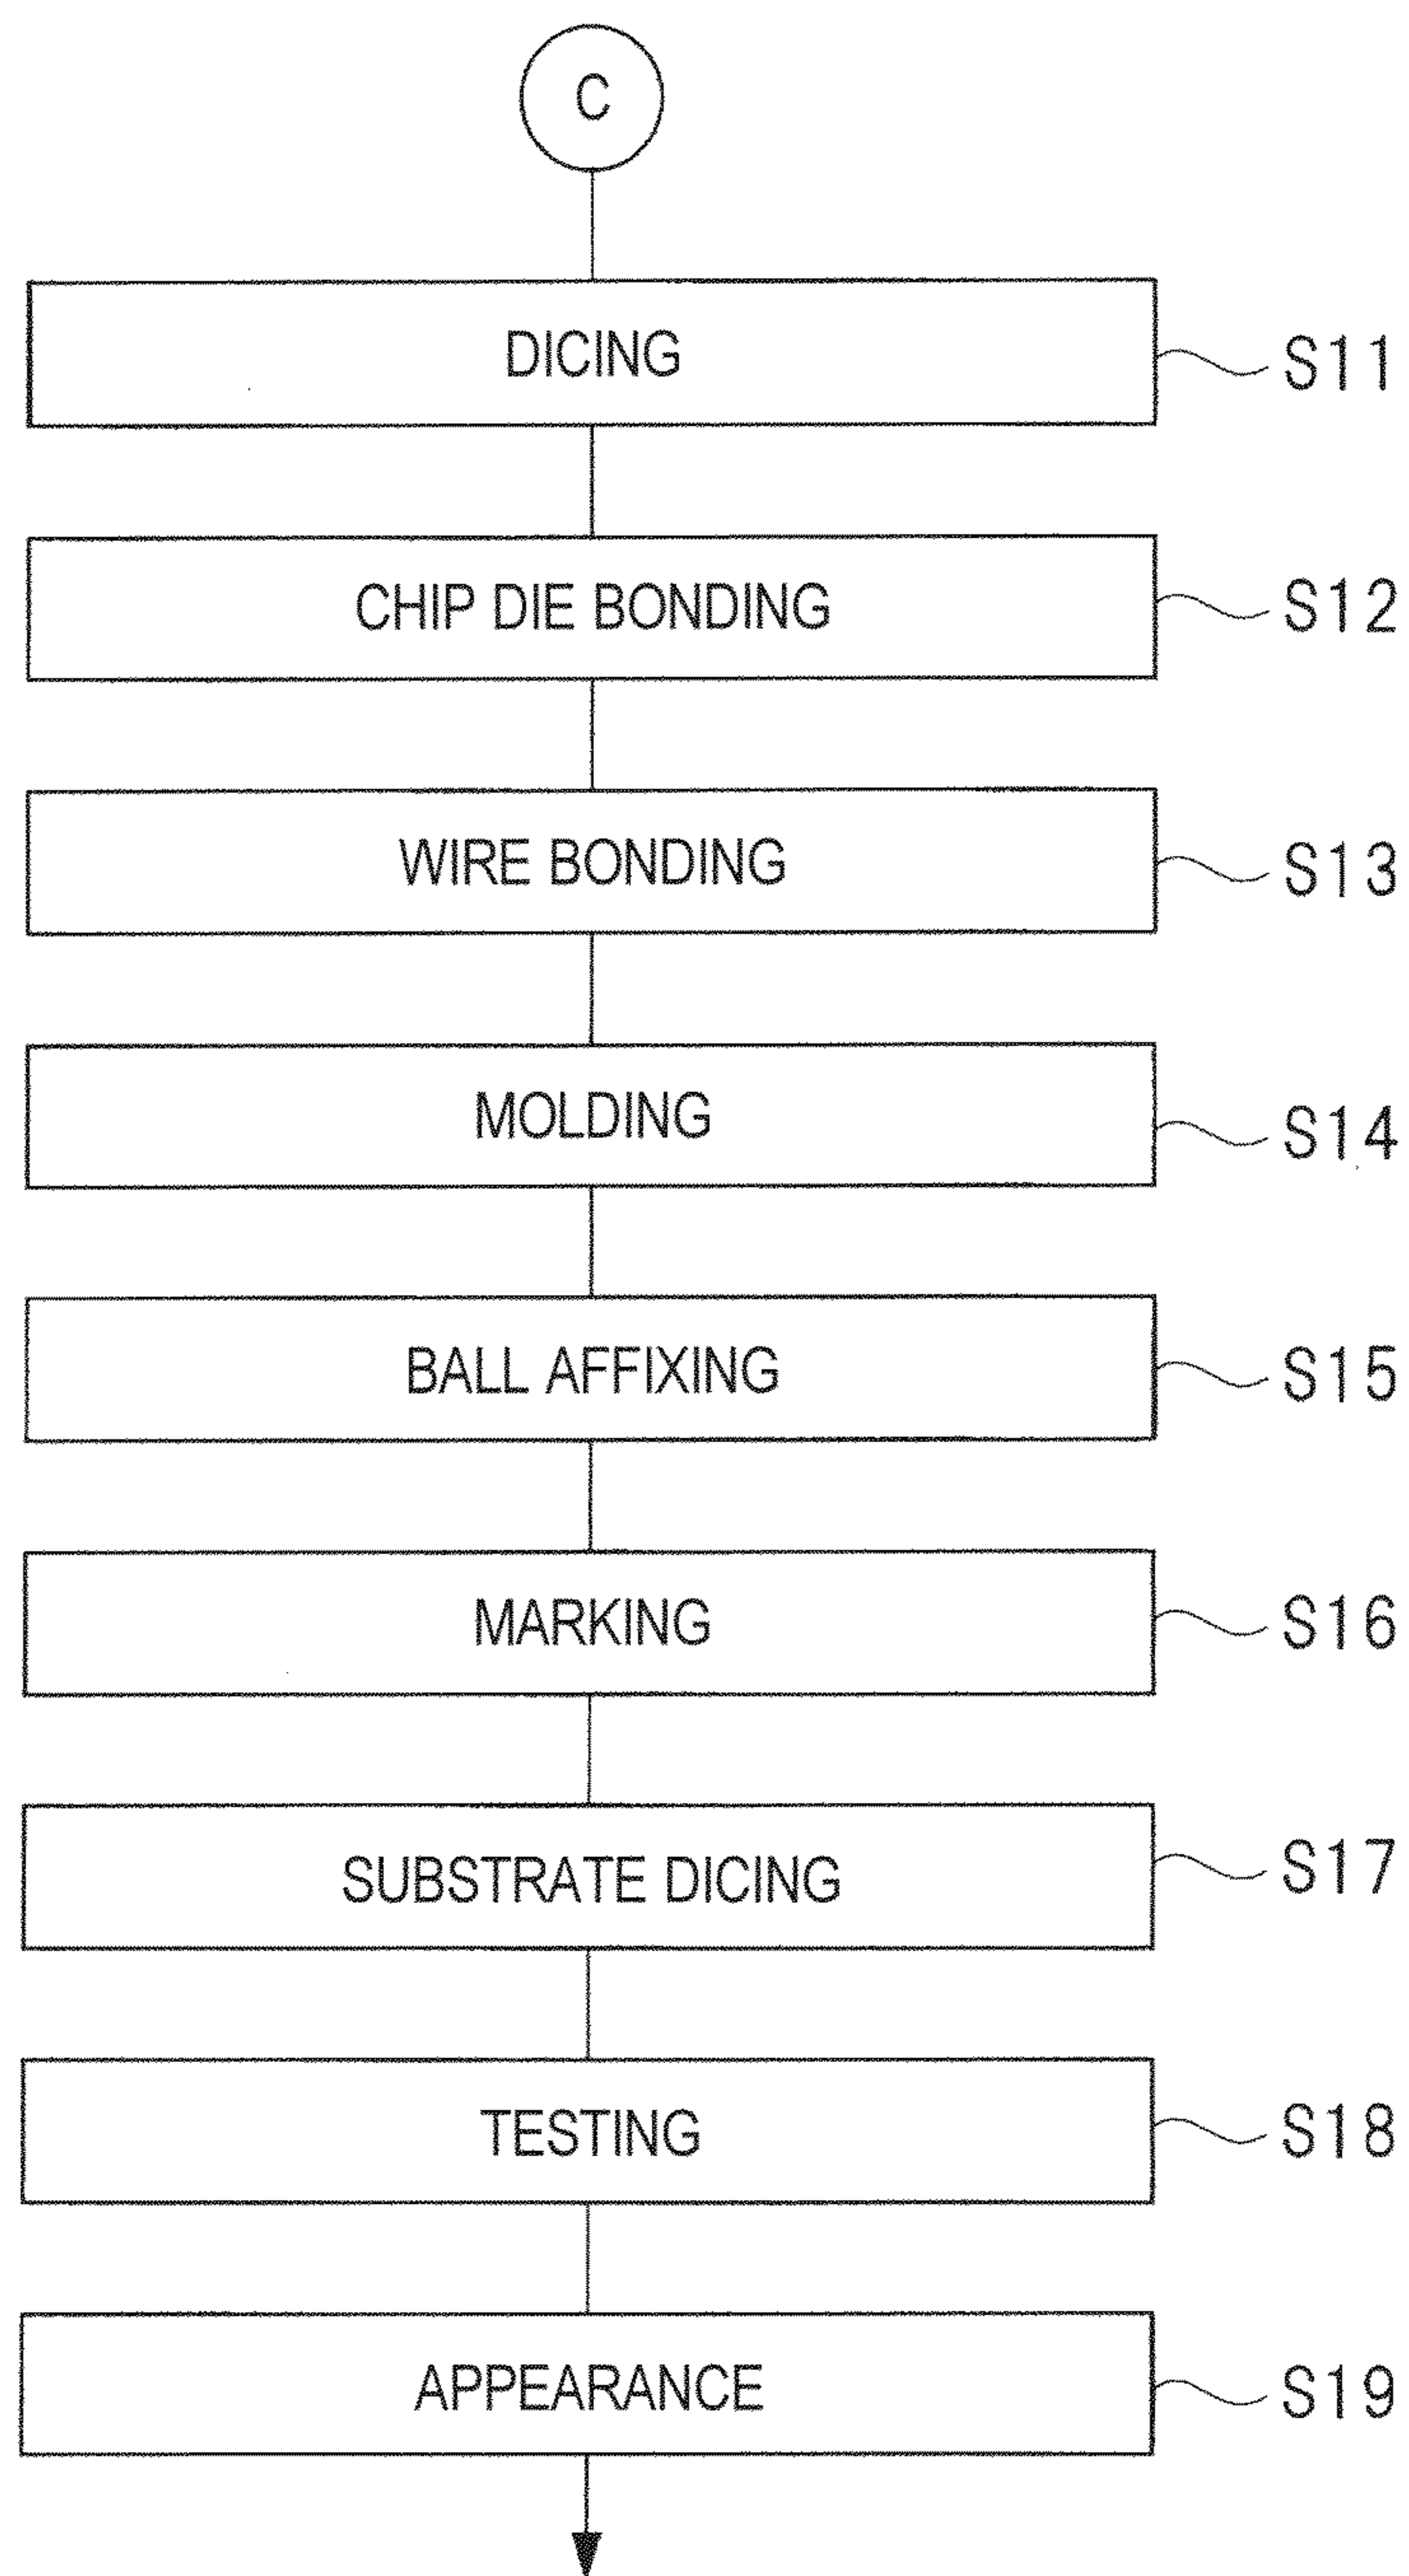 C
DICING S11
CHIP DIE BONDING S12
WIRE BONDING S13
MOLDING S14
BALL AFFIXING S15
MARKING S16
SUBSTRATE DICING S17
TESTING S18
APPEARANCE S19